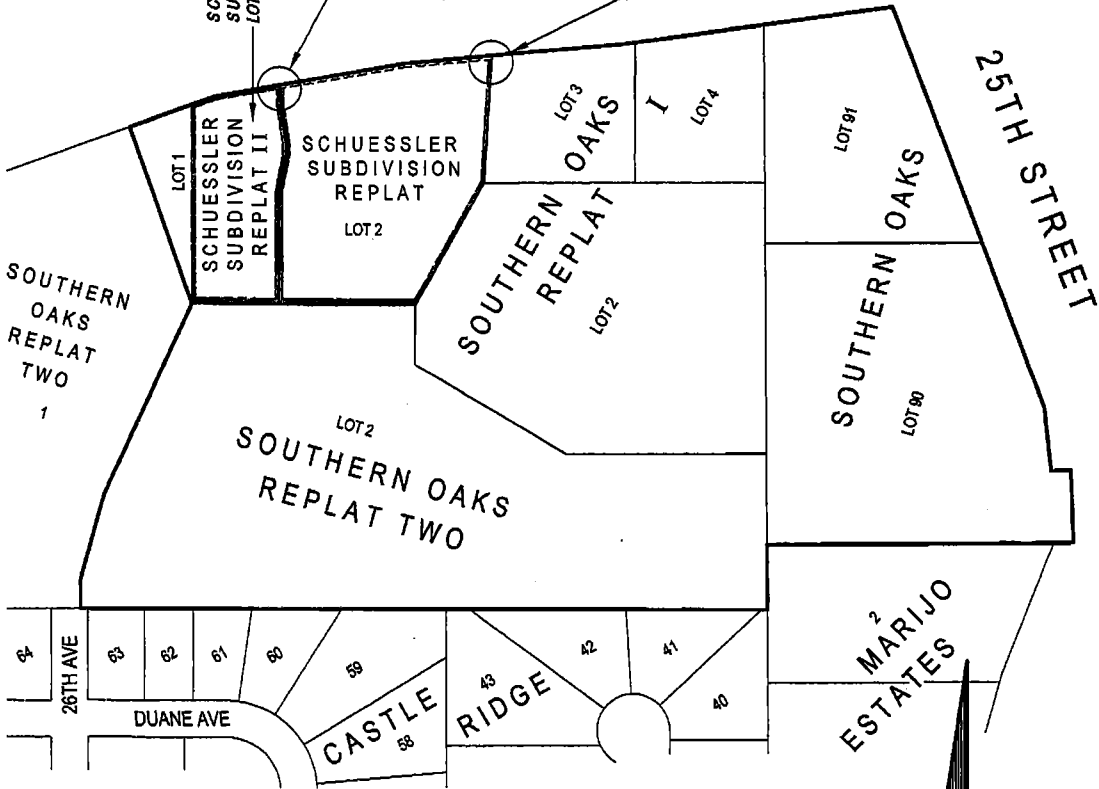 SC
SU
LOT
25TH STREET
LOT 1
SCHUESSLER
SUBDIVISION
REPLAT II
SCHUESSLER
SUBDIVISION
REPLAT
LOT 2
LOT 3
I
LOT 4
SOUTHERN OAKS
REPLAT
LOT 2
LOT 91
SOUTHERN OAKS
LOT 90
SOUTHERN
OAKS
REPLAT
TWO
1
LOT 2
SOUTHERN OAKS
REPLAT TWO
64
26TH AVE
63
62
61
60
59
58
DUANE AVE
CASTLE RIDGE
43
42
41
40
2
MARIJO
ESTATES